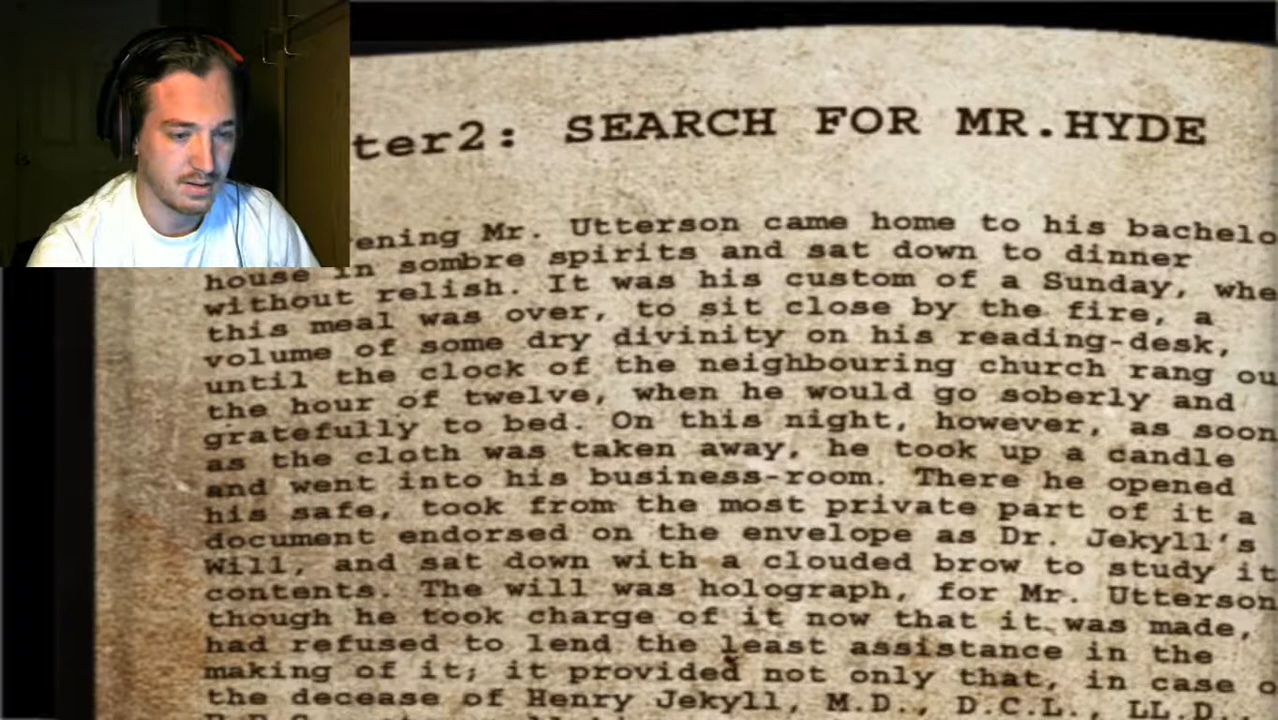 ter2: SEARCH FOR MR.HYDE
ening Mr. Utterson came home to his bachelo
house in sombre spirits and sat down to dinner
without relish. It was his custom of a Sunday, whe
this meal was over, to sit close by the fire, a
volume of some dry divinity on his reading-desk,
until the clock of the neighbouring church rang ou
the hour of twelve, when he would go soberly and
gratefully to bed. On this night, however, as soon
as the cloth was taken away, he took up a candle
and went into his business-room. There he opened
his safe, took from the most private part of it a
document endorsed on the envelope as Dr. Jekyll's
Will, and sat down with a clouded brow to study it
contents. The will was holograph, for Mr. Utterson
though he took charge of it now that it was made,
had refused to lend the least assistance in the
making of it; it provided not only that, in case o
the decease of Henry Jekyll, M.D., D.C.L., LL.D.,